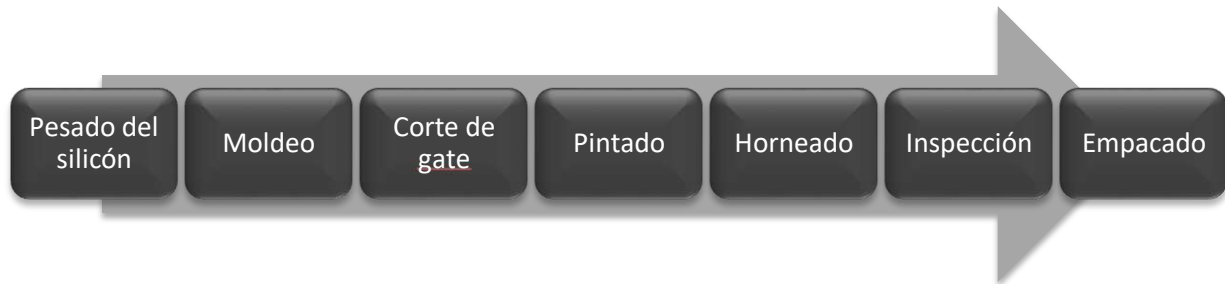 Pesado del
silicón
Moldeo
Corte de
gate
Pintado
Horneado
Inspección
Empacado